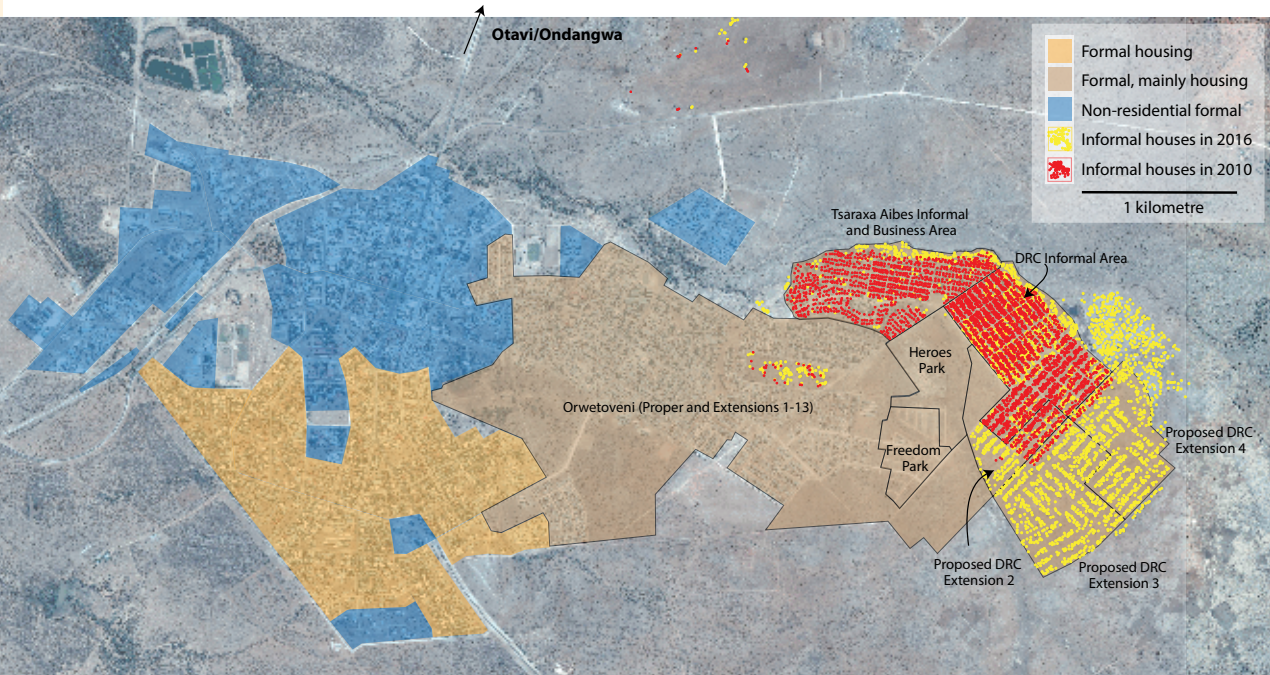 Otavi/Ondangwa
Formal housing
Formal, mainly housing
Non-residential formal
Informal houses in 2016
Informal houses in 2010
1 kilometre
Tsaraxa Aibes Informal
and Business Area
DRC Informal Area
Heroes
Park
Orwetoveni (Proper and Extensions 1-13)
Freedom
Park
Proposed DRC
Extension 4
Proposed DRC
Extension 2
Proposed DRC
Extension 3